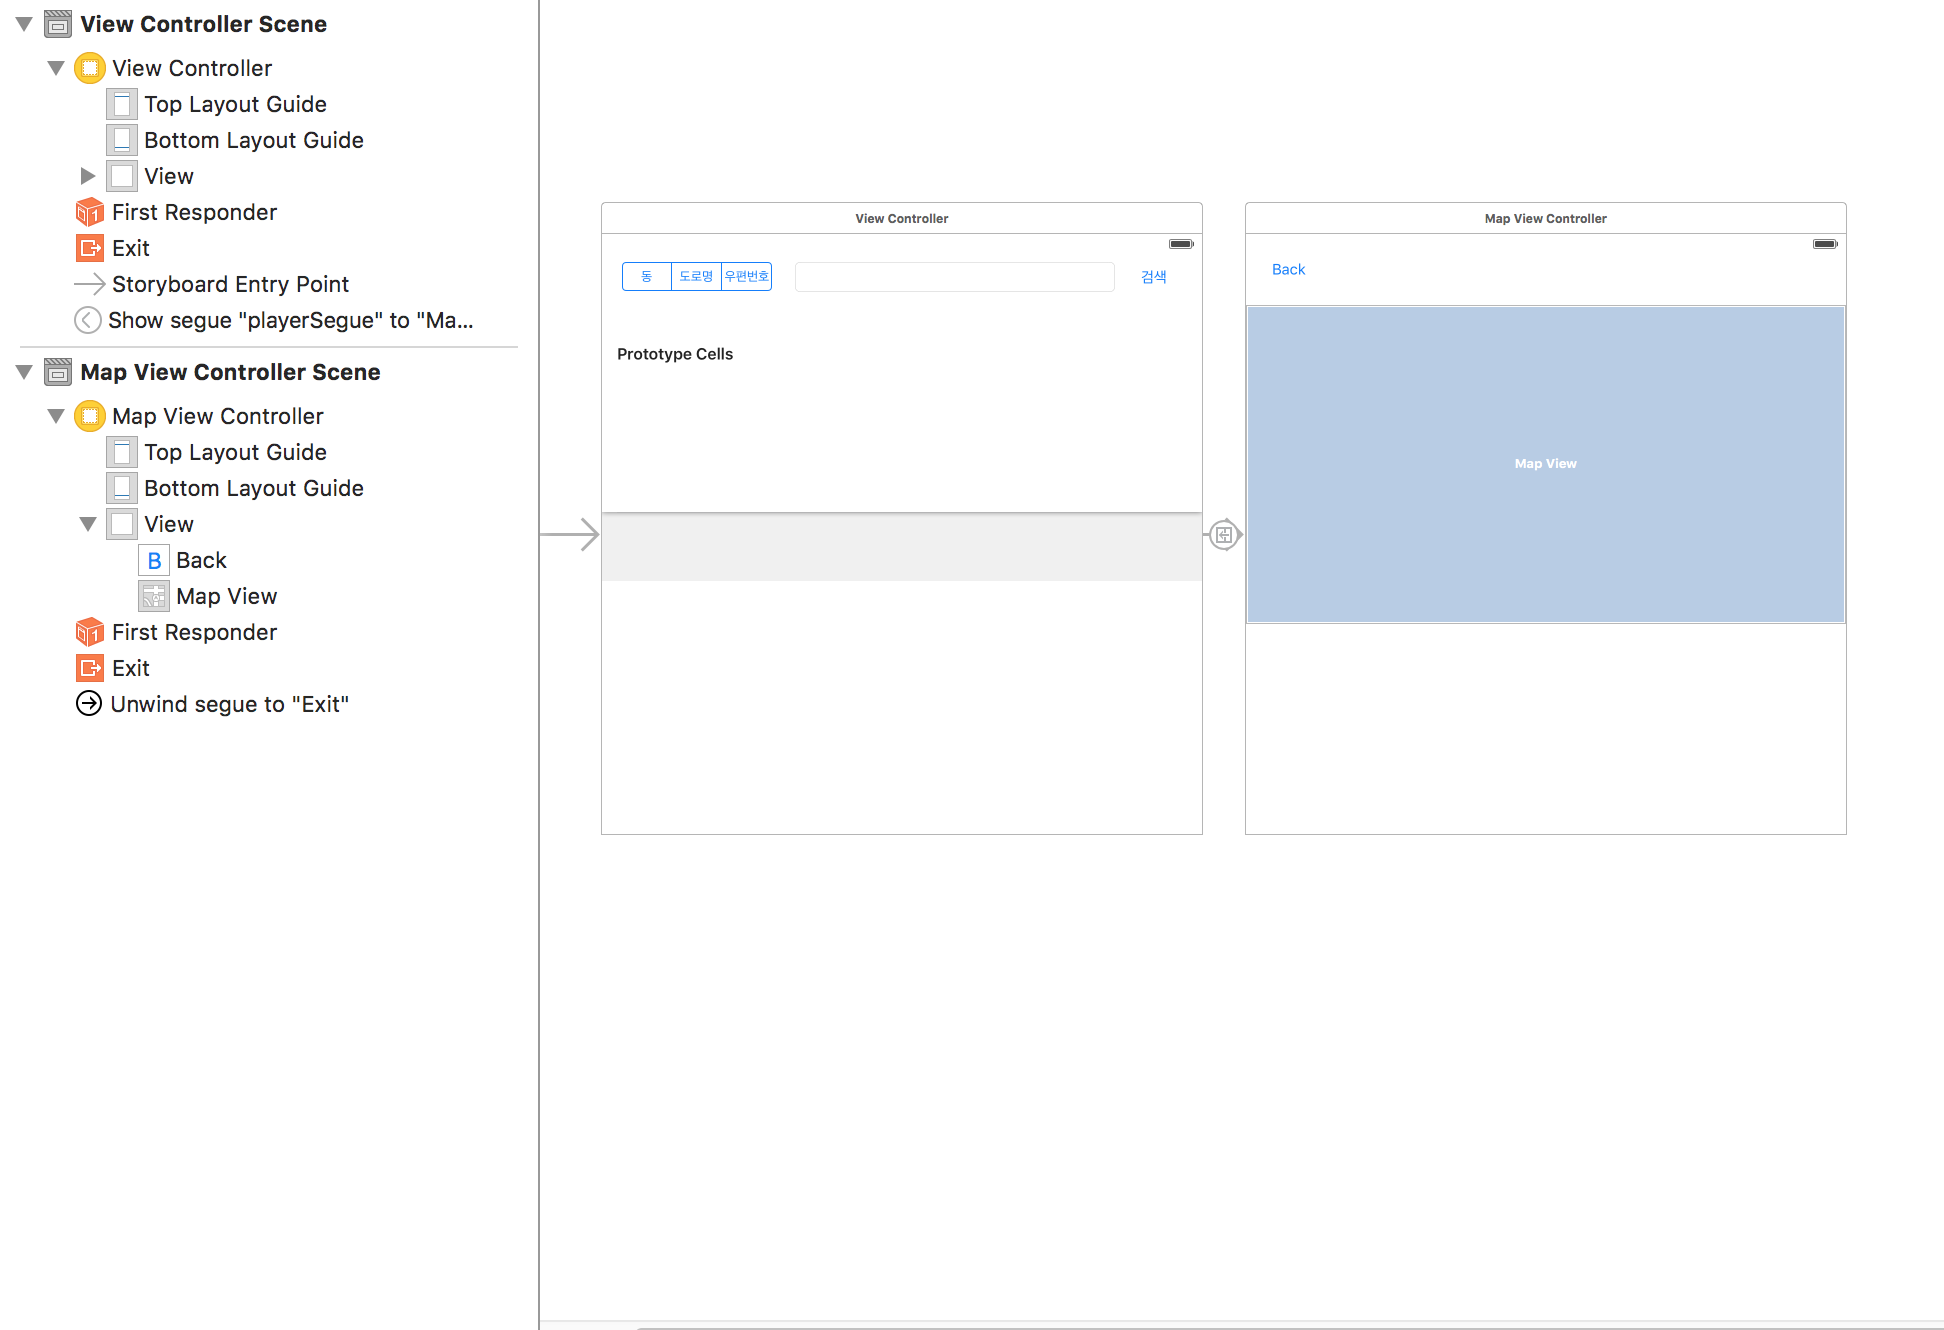 View Controller Scene
View Controller
Top Layout Guide
Bottom Layout Guide
View
First Responder
Exit
Storyboard Entry Point
Show segue "playerSegue" to "Ma...
Map View Controller Scene
Map View Controller
Top Layout Guide
Bottom Layout Guide
View
B Back
Map View
First Responder
Exit
Unwind segue to "Exit"
View Controller
동 도로명 우편번호 검색
Prototype Cells
Map View Controller
Back
Map View